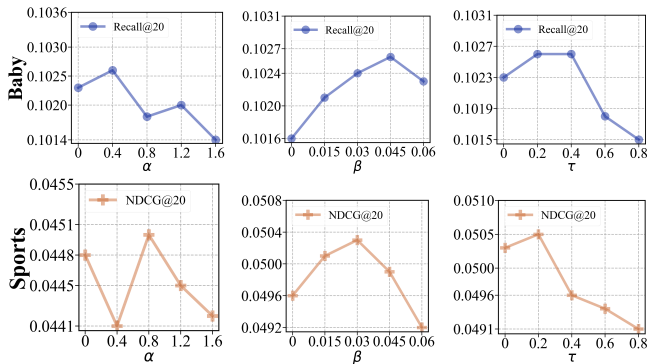 Baby
0.1036
0.1030
0.1025
0.1020
0.1014
Recall@20
0 0.4 0.8 1.2 1.6
α
0.1031
0.1027
0.1024
0.1020
0.1016
Recall@20
0 0.015 0.03 0.045 0.06
β
0.1031
0.1027
0.1023
0.1019
0.1015
Recall@20
0 0.2 0.4 0.6 0.8
τ
Sports
0.0455
0.0451
0.0448
0.0445
0.0441
NDCG@20
0 0.4 0.8 1.2 1.6
α
0.0508
0.0504
0.0500
0.0496
0.0492
NDCG@20
0 0.015 0.03 0.045 0.06
β
0.0510
0.0505
0.0500
0.0496
0.0491
NDCG@20
0 0.2 0.4 0.6 0.8
τ